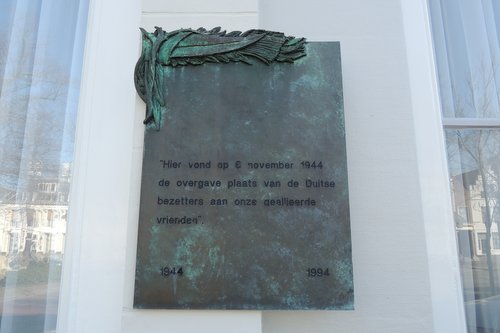 "Hier vond op 6 november 1944
de overgave plaats van de Duitse
bezetters aan onze geallieerde
vrienden".
1944 1994